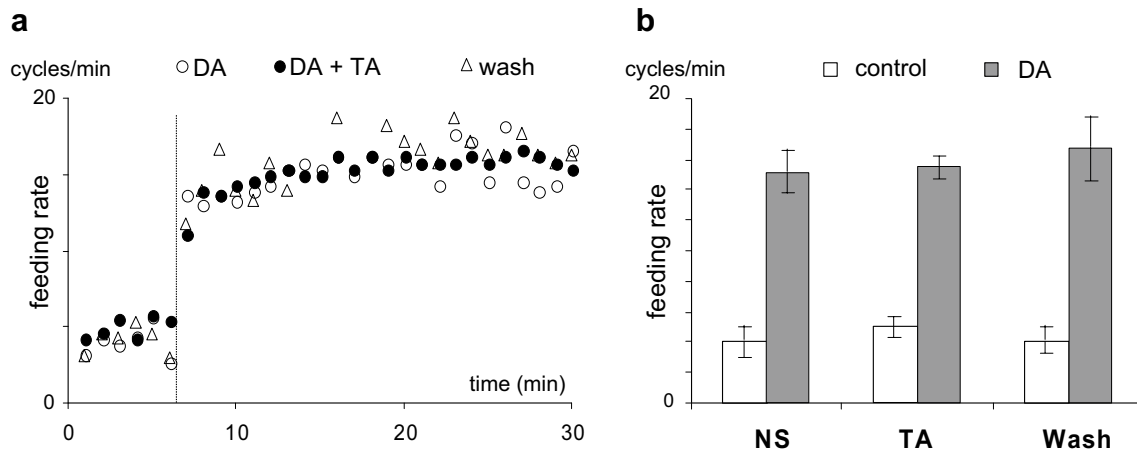 a
cycles/min ○ DA ● DA + TA △ wash
20
feeding rate
0
time (min)
0 10 20 30
b
cycles/min □ control ■ DA
20
feeding rate
0
NS TA Wash